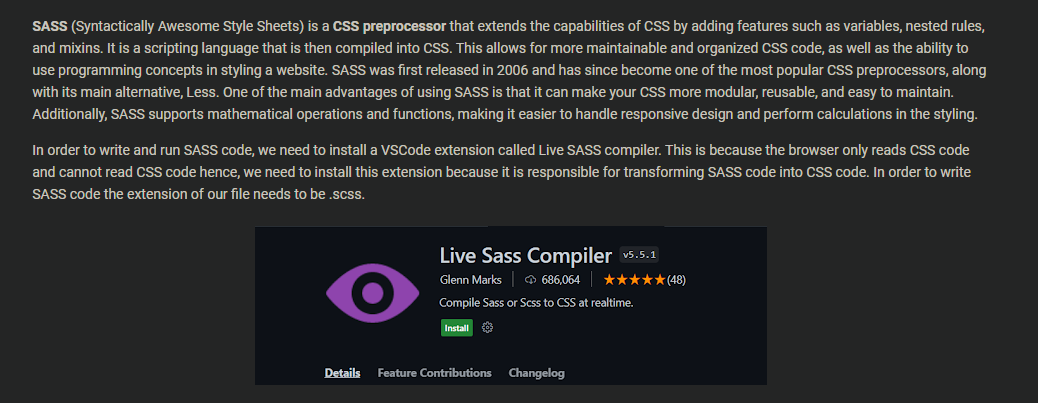 SASS (Syntactically Awesome Style Sheets) is a CSS preprocessor that extends the capabilities of CSS by adding features such as variables, nested rules,
and mixins. It is a scripting language that is then compiled into CSS. This allows for more maintainable and organized CSS code, as well as the ability to
use programming concepts in styling a website. SASS was first released in 2006 and has since become one of the most popular CSS preprocessors, along
with its main alternative, Less. One of the main advantages of using SASS is that it can make your CSS more modular, reusable, and easy to maintain.
Additionally, SASS supports mathematical operations and functions, making it easier to handle responsive design and perform calculations in the styling.
In order to write and run SASS code, we need to install a VSCode extension called Live SASS compiler. This is because the browser only reads CSS code
and cannot read CSS code hence, we need to install this extension because it is responsible for transforming SASS code into CSS code. In order to write
SASS code the extension of our file needs to be .scss.
Live Sass Compiler v5.5.1
Glenn Marks 686,064 ★★★★★(48)
Compile Sass or Scss to CSS at realtime.
Install
Details Feature Contributions Changelog